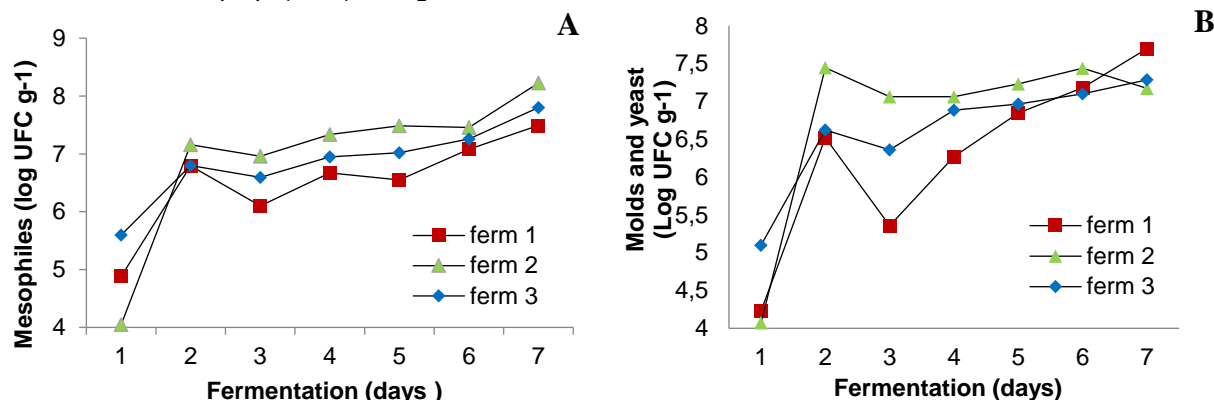 A
Mesophiles (log UFC g-1)
9
8
7
6
5
4
ferm 1
ferm 2
ferm 3
1 2 3 4 5 6 7
Fermentation (days )
B
Molds and yeast
(Log UFC g-1)
8
7,5
7
6,5
6
5,5
5
4,5
4
ferm 1
ferm 2
ferm 3
1 2 3 4 5 6 7
Fermentation (days)